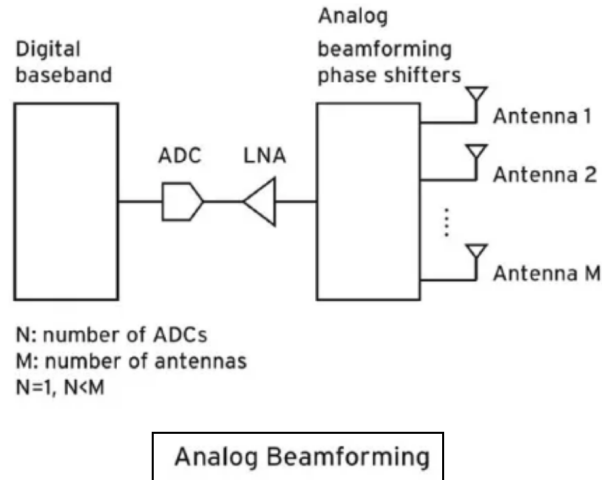 Digital
baseband
ADC
LNA
Analog
beamforming
phase shifters
Antenna 1
Antenna 2
Antenna M
N: number of ADCs
M: number of antennas
N=1, N<M
Analog Beamforming